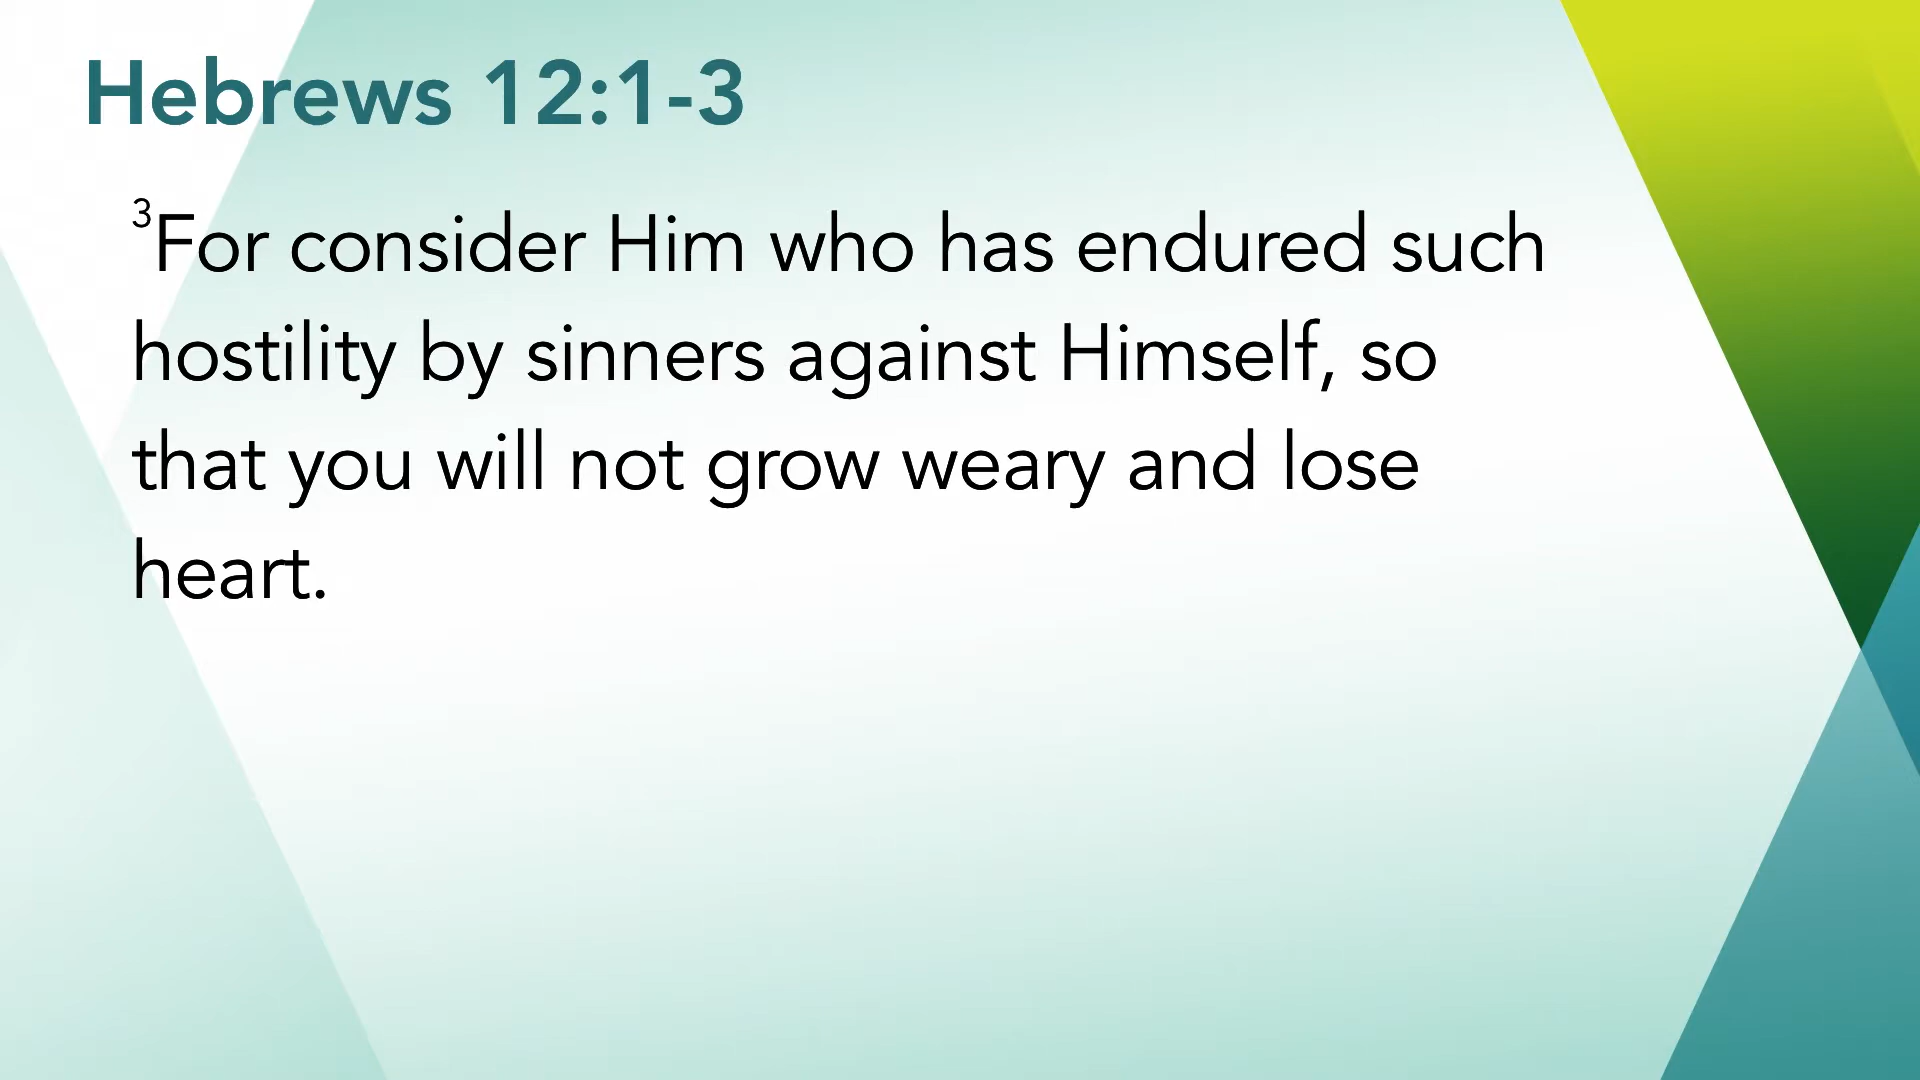 Hebrews 12:1-3
³For consider Him who has endured such
hostility by sinners against Himself, so
that you will not grow weary and lose
heart.